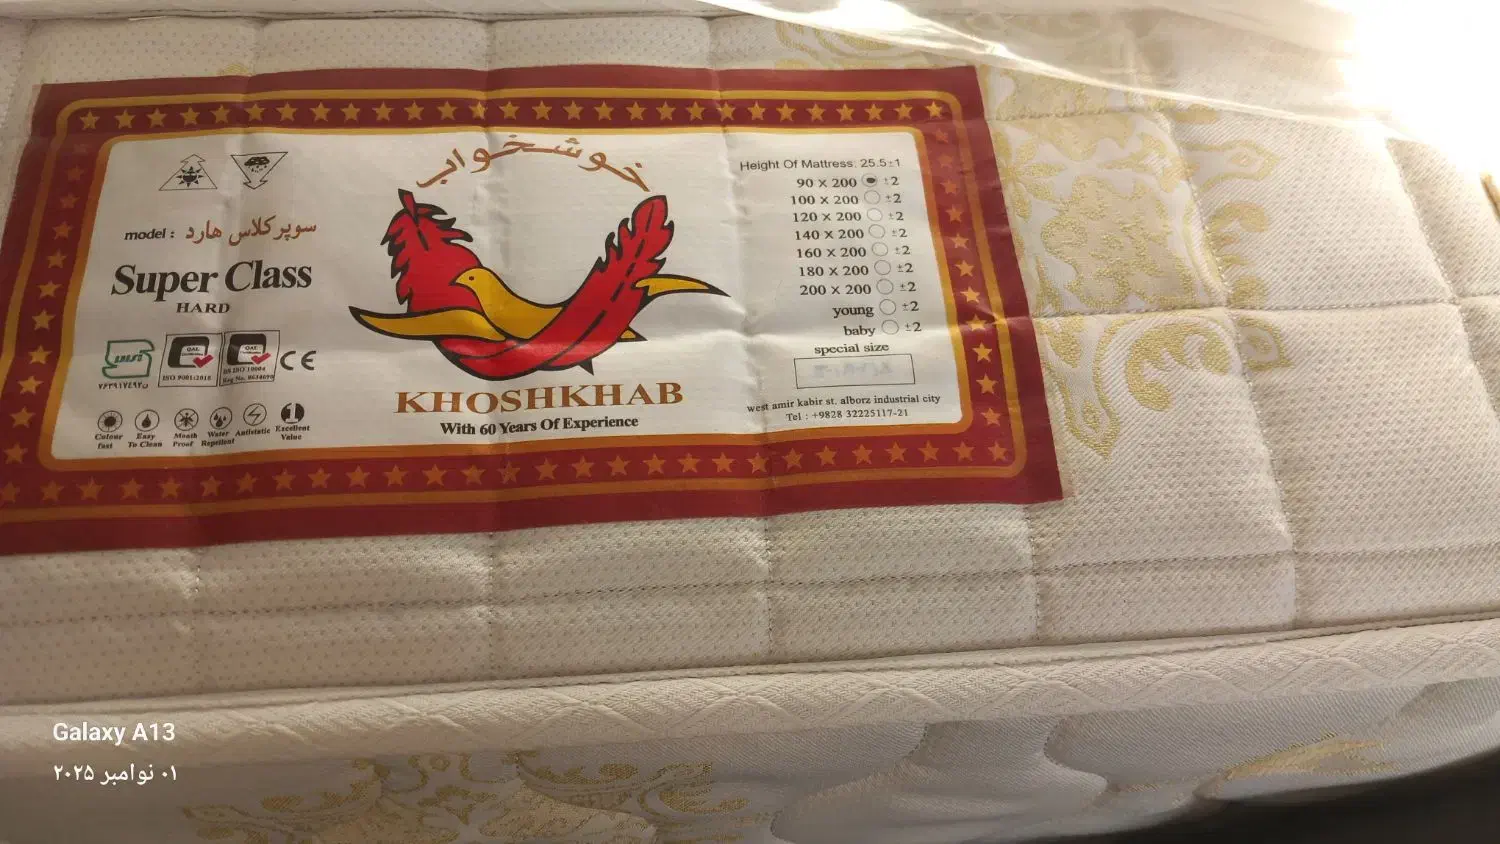 خوشخواب
model : سوپرکلاس هارد
Super Class
HARD
ISO 9001:2015
CE
Colour fast
Easy To Clean
Mouth Proof
Water Repellent
Antistatic
1
Excellent Value
KHOSHKHAB
With 60 Years Of Experience
Height Of Mattress: 25.5±1
90 X 200 ±2
100 X 200 ±2
120 X 200 ±2
140 X 200 ±2
160 X 200 ±2
180 X 200 ±2
200 X 200 ±2
young ±2
baby ±2
special size
west amir kabir st. alborz industrial city
Tel : +9828 32225117-21
Galaxy A13
۰۱ نوامبر ۲۰۲۵